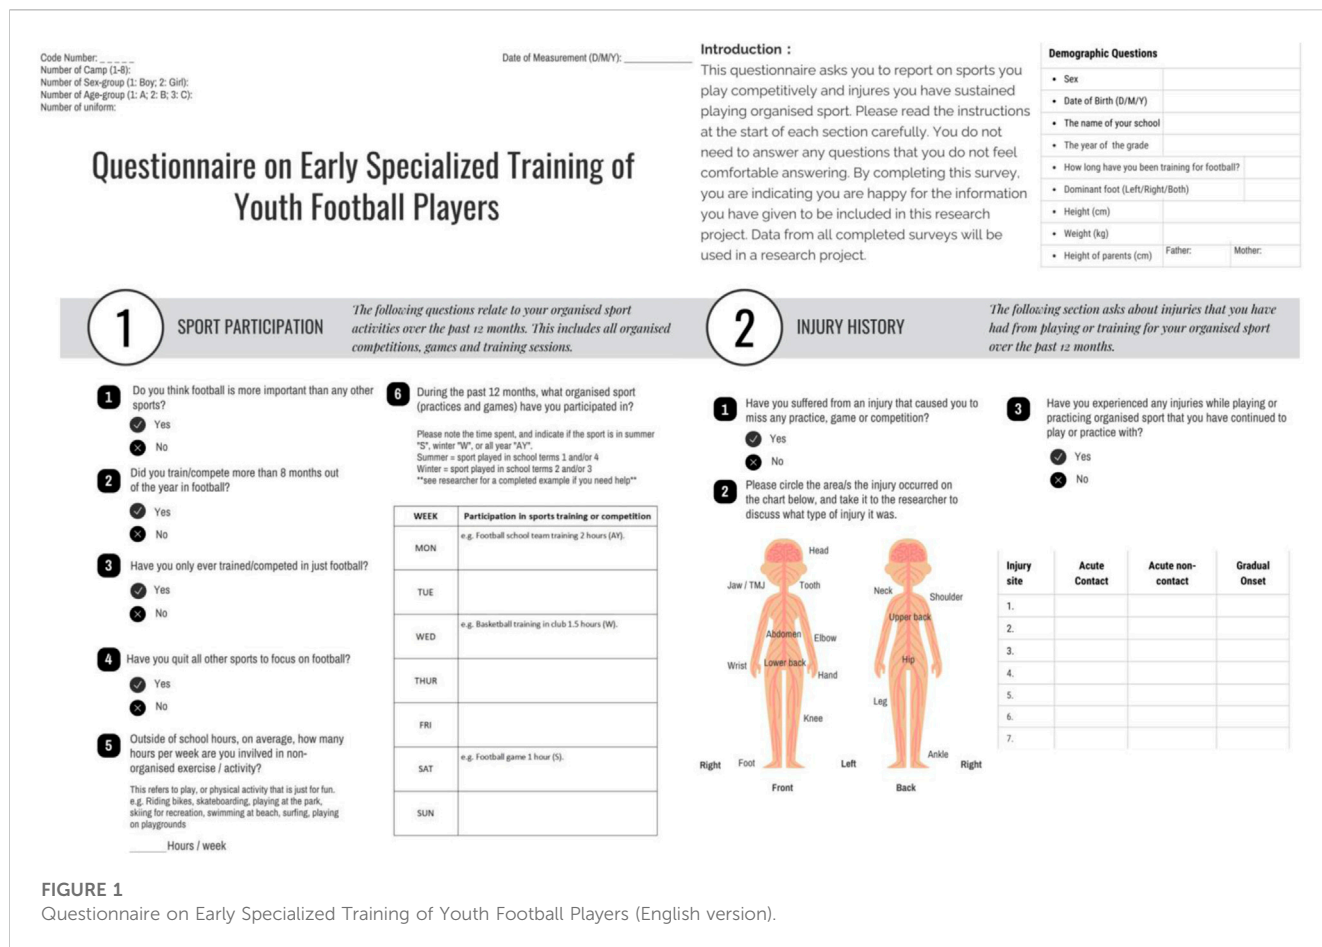 Code Number: _ _ _ _ _
Number of Camp (1-8):
Number of Sex-group (1: Boy; 2: Girl):
Number of Age-group (1: A; 2: B; 3: C):
Number of uniform:
Date of Measurement (D/M/Y): ____________
Questionnaire on Early Specialized Training of
Youth Football Players
Introduction :
This questionnaire asks you to report on sports you
play competitively and injures you have sustained
playing organised sport. Please read the instructions
at the start of each section carefully. You do not
need to answer any questions that you do not feel
comfortable answering. By completing this survey,
you are indicating you are happy for the information
you have given to be included in this research
project. Data from all completed surveys will be
used in a research project.
Demographic Questions
• Sex
• Date of Birth (D/M/Y)
• The name of your school
• The year of the grade
• How long have you been training for football?
• Dominant foot (Left/Right/Both)
• Height (cm)
• Weight (kg)
• Height of parents (cm) Father: Mother:
1 SPORT PARTICIPATION
The following questions relate to your organised sport
activities over the past 12 months. This includes all organised
competitions, games and training sessions.
1 Do you think football is more important than any other
sports?
Yes
No
2 Did you train/compete more than 8 months out
of the year in football?
Yes
No
3 Have you only ever trained/competed in just football?
Yes
No
4 Have you quit all other sports to focus on football?
Yes
No
5 Outside of school hours, on average, how many
hours per week are you invilved in non-
organised exercise / activity?
This refers to play, or physical activity that is just for fun.
e.g. Riding bikes, skateboarding, playing at the park,
skiing for recreation, swimming at beach, surfing, playing
on playgrounds
______Hours / week
6 During the past 12 months, what organised sport
(practices and games) have you participated in?
Please note the time spent, and indicate if the sport is in summer
"S", winter "W", or all year "AY".
Summer = sport played in school terms 1 and/or 4
Winter = sport played in school terms 2 and/or 3
**see researcher for a completed example if you need help**
WEEK Participation in sports training or competition
MON e.g. Football school team training 2 hours (AY).
TUE
WED e.g. Basketball training in club 1.5 hours (W).
THUR
FRI
SAT e.g. Football game 1 hour (S).
SUN
2 INJURY HISTORY
The following section asks about injuries that you have
had from playing or training for your organised sport
over the past 12 months.
1 Have you suffered from an injury that caused you to
miss any practice, game or competition?
Yes
No
2 Please circle the area/s the injury occurred on
the chart below, and take it to the researcher to
discuss what type of injury it was.
Head
Jaw / TMJ
Tooth
Abdomen
Elbow
Wrist
Lower back
Hand
Knee
Right
Foot
Left
Front
Neck
Shoulder
Upper back
Hip
Leg
Ankle
Right
Back
3 Have you experienced any injuries while playing or
practicing organised sport that you have continued to
play or practice with?
Yes
No
Injury site Acute Contact Acute non-contact Gradual Onset
1.
2.
3.
4.
5.
6.
7.
FIGURE 1
Questionnaire on Early Specialized Training of Youth Football Players (English version).